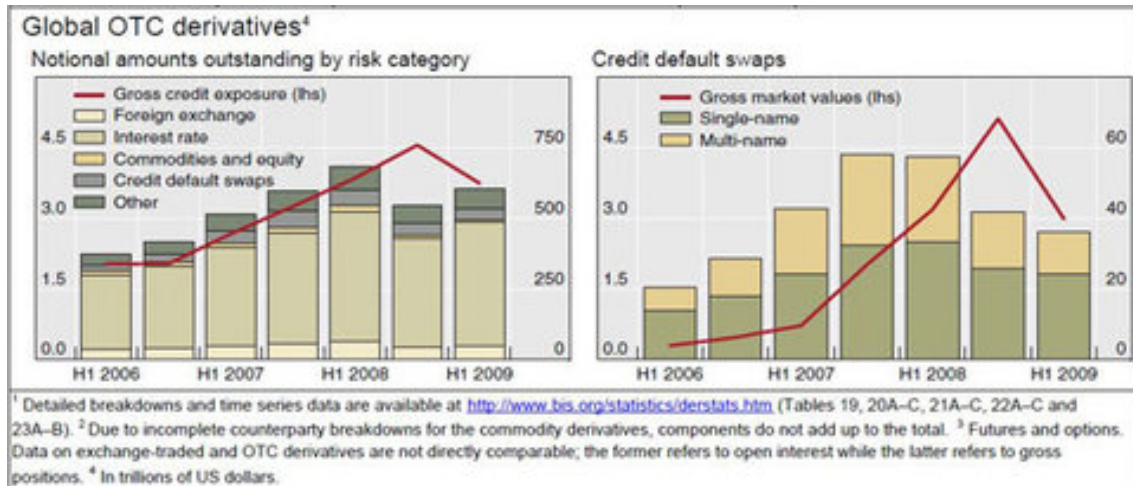 Global OTC derivatives⁴
Notional amounts outstanding by risk category
Gross credit exposure (lhs)
Foreign exchange
Interest rate
Commodities and equity
Credit default swaps
Other
4.5
3.0
1.5
0.0
750
500
250
0
H1 2006 H1 2007 H1 2008 H1 2009
Credit default swaps
Gross market values (lhs)
Single-name
Multi-name
4.5
3.0
1.5
0.0
60
40
20
0
H1 2006 H1 2007 H1 2008 H1 2009
¹ Detailed breakdowns and time series data are available at http://www.bis.org/statistics/derstats.htm (Tables 19, 20A–C, 21A–C, 22A–C and
23A–B). ² Due to incomplete counterparty breakdowns for the commodity derivatives, components do not add up to the total. ³ Futures and options.
Data on exchange-traded and OTC derivatives are not directly comparable; the former refers to open interest while the latter refers to gross
positions. ⁴ In trillions of US dollars.